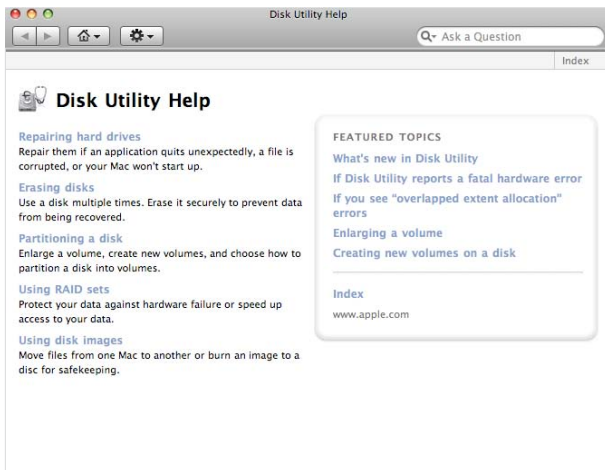 Disk Utility Help
Ask a Question
Index
Disk Utility Help
Repairing hard drives
Repair them if an application quits unexpectedly, a file is
corrupted, or your Mac won't start up.
Erasing disks
Use a disk multiple times. Erase it securely to prevent data
from being recovered.
Partitioning a disk
Enlarge a volume, create new volumes, and choose how to
partition a disk into volumes.
Using RAID sets
Protect your data against hardware failure or speed up
access to your data.
Using disk images
Move files from one Mac to another or burn an image to a
disc for safekeeping.
FEATURED TOPICS
What's new in Disk Utility
If Disk Utility reports a fatal hardware error
If you see "overlapped extent allocation"
errors
Enlarging a volume
Creating new volumes on a disk
Index
www.apple.com